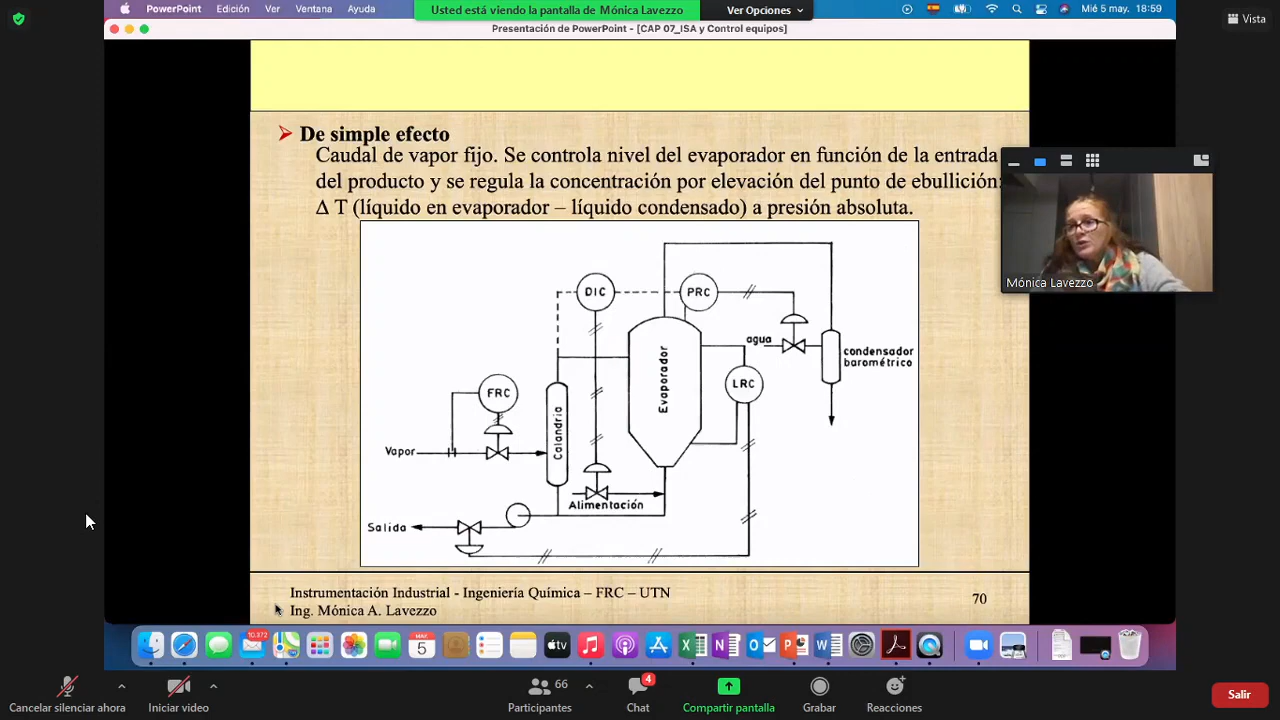 PowerPoint Edición Ventana Ayuda
Usted está viendo la pantalla de Mónica Lavezzo
Ver Opciones
Mié 5 may. 18:59
Vista
Presentación de PowerPoint - [CAP 07_ISA y Control equipos]
De simple efecto
Caudal de vapor fijo. Se controla nivel del evaporador en función de la entrada
del producto y se regula la concentración por elevación del punto de ebullición:
Δ T (líquido en evaporador – líquido condensado) a presión absoluta.
Mónica Lavezzo
DIC
PRC
agua
condensador
barométrico
Evaporador
LRC
FRC
Calandria
Vapor
Alimentación
Salida
Instrumentación Industrial - Ingeniería Química – FRC – UTN
Ing. Mónica A. Lavezzo
70
10.372
MAY.
5
tv
Cancelar silenciar ahora
Iniciar video
66
Participantes
4
Chat
Compartir pantalla
Grabar
Reacciones
Salir